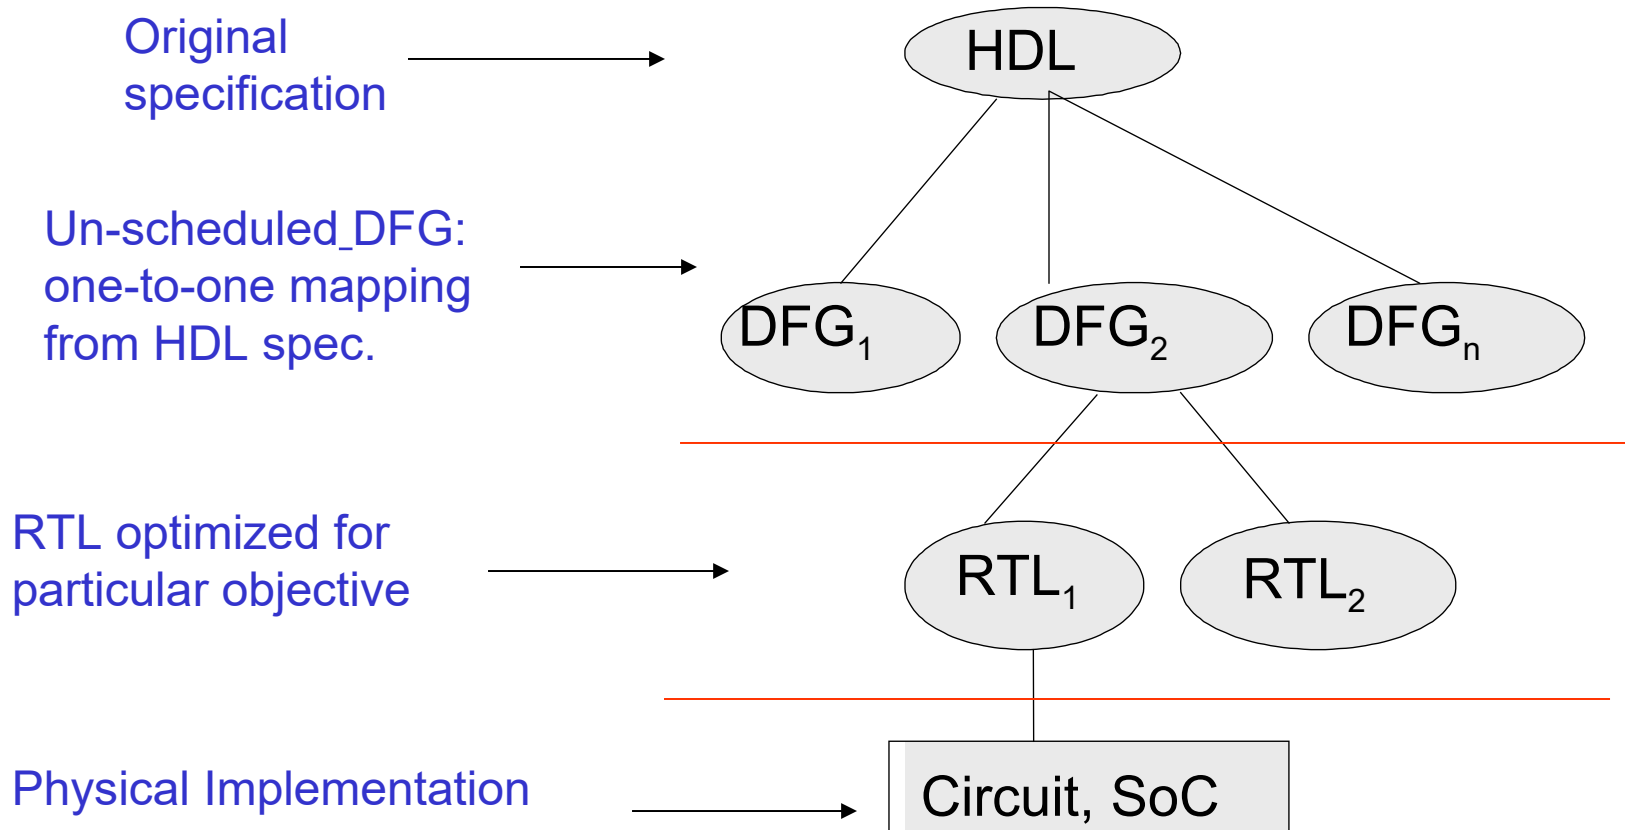 Original
specification
HDL
Un-scheduled_DFG:
one-to-one mapping
from HDL spec.
DFG1
DFG2
DFGn
RTL optimized for
particular objective
RTL1
RTL2
Physical Implementation
Circuit, SoC